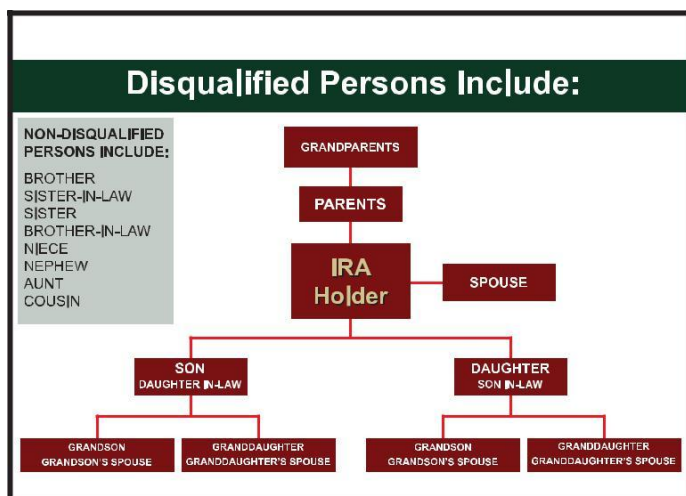 Disqualified Persons Include:
NON-DISQUALIFIED
PERSONS INCLUDE:
BROTHER
SISTER-IN-LAW
SISTER
BROTHER-IN-LAW
NIECE
NEPHEW
AUNT
COUSIN
GRANDPARENTS
PARENTS
IRA
Holder
SPOUSE
SON
DAUGHTER IN-LAW
DAUGHTER
SON IN-LAW
GRANDSON
GRANDSON'S SPOUSE
GRANDDAUGHTER
GRANDDAUGHTER'S SPOUSE
GRANDSON
GRANDSON'S SPOUSE
GRANDDAUGHTER
GRANDDAUGHTER'S SPOUSE